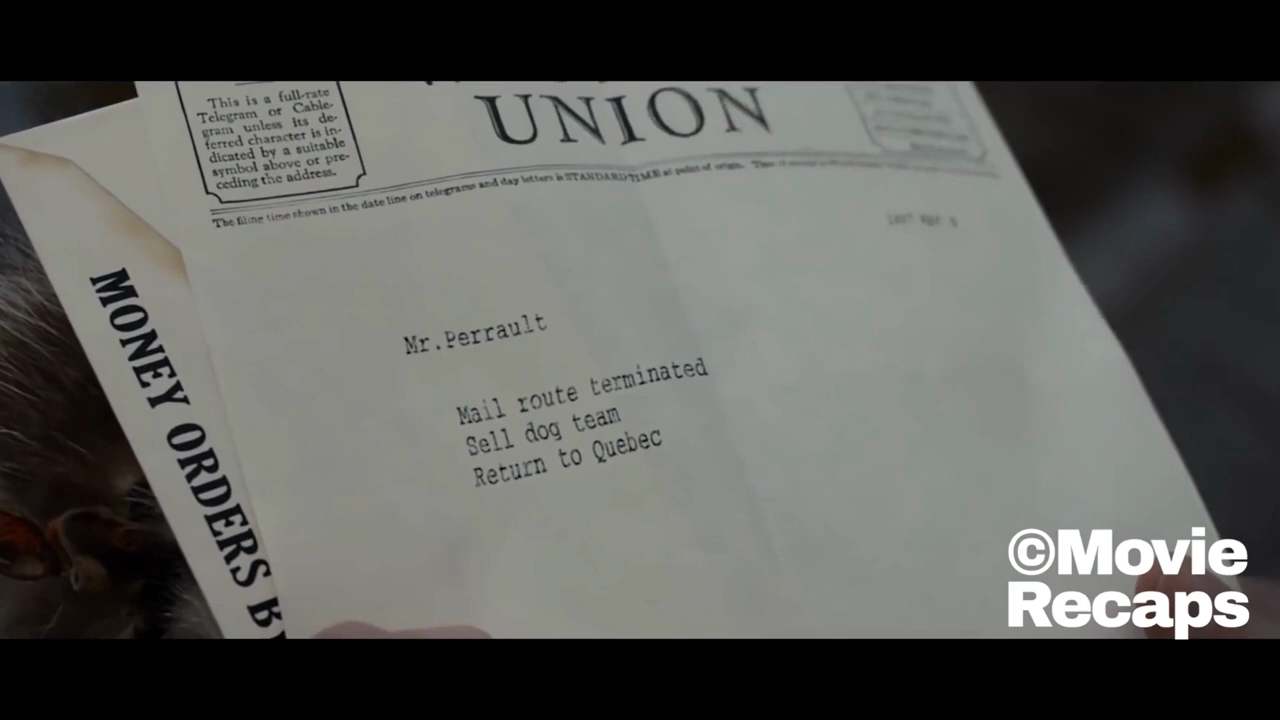 UNION
This is a full-rate
Telegram or Cable-
gram unless its de-
ferred character is in-
dicated by a suitable
symbol above or pre-
ceding the address.
The filing time shown in the date line on telegrams and day letters is STANDARD TIME at point of origin.
Mr.Perrault
Mail route terminated
Sell dog team
Return to Quebec
MONEY ORDERS
©Movie
Recaps